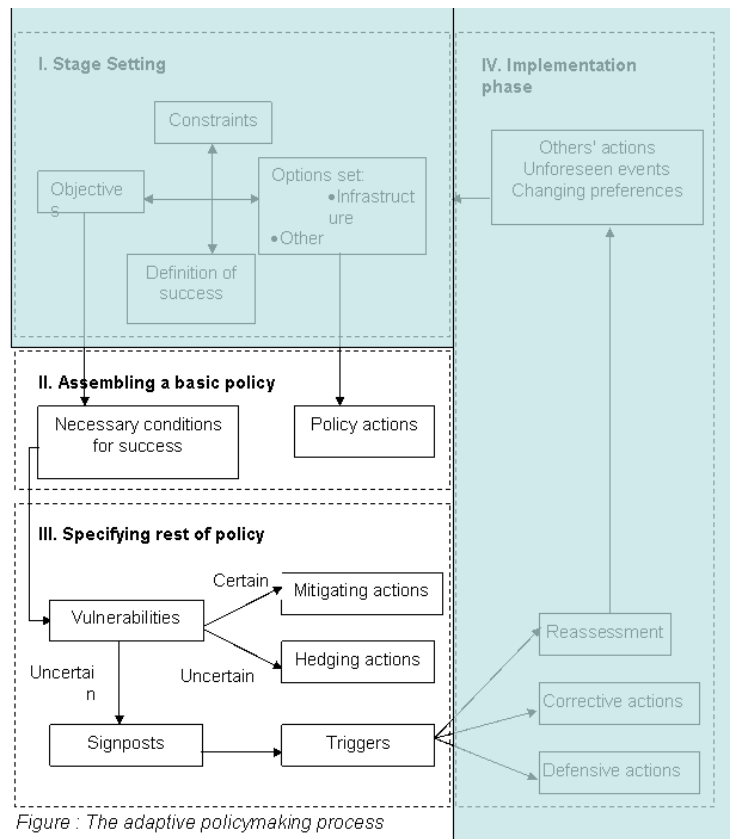 I. Stage Setting
Constraints
Objective
s
Options set:
•Infrastruct
ure
•Other
Definition of
success
IV. Implementation
phase
Others' actions
Unforeseen events
Changing preferences
II. Assembling a basic policy
Necessary conditions
for success
Policy actions
III. Specifying rest of policy
Certain
Mitigating actions
Vulnerabilities
Hedging actions
Uncertai
n
Uncertain
Signposts
Triggers
Reassessment
Corrective actions
Defensive actions
Figure : The adaptive policymaking process